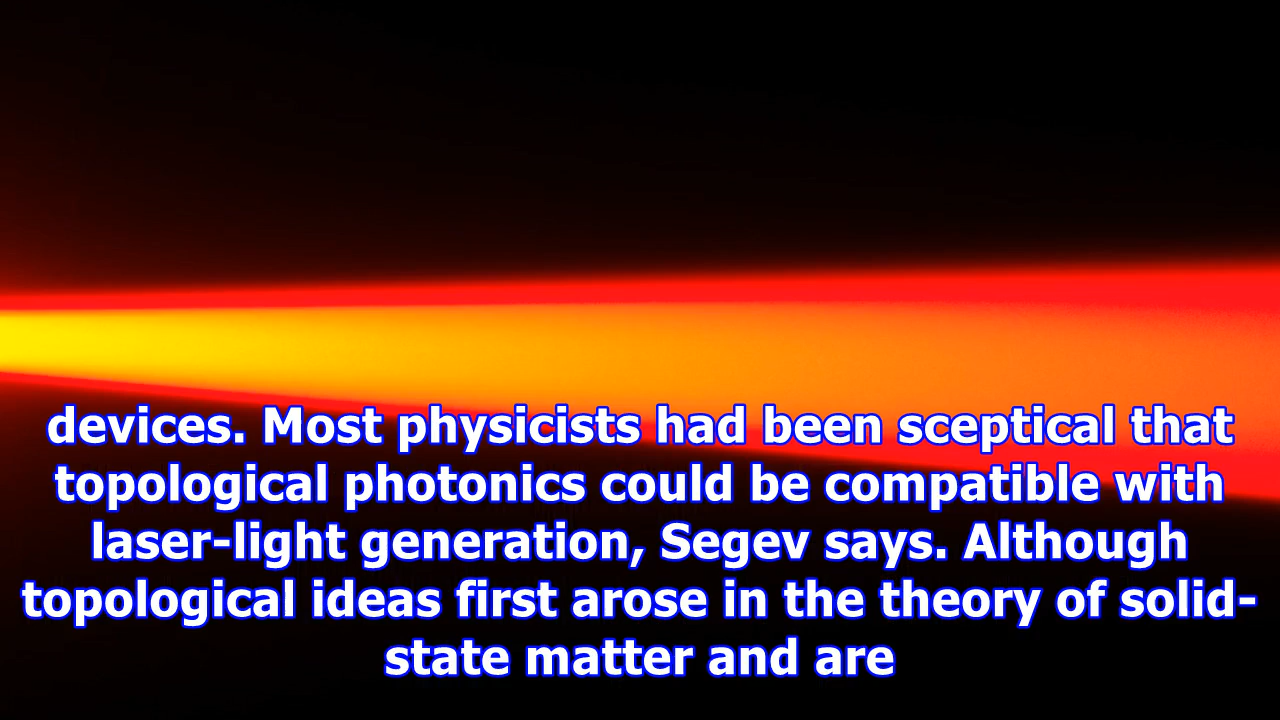 devices. Most physicists had been sceptical that
topological photonics could be compatible with
laser-light generation, Segev says. Although
topological ideas first arose in the theory of solid-
state matter and are